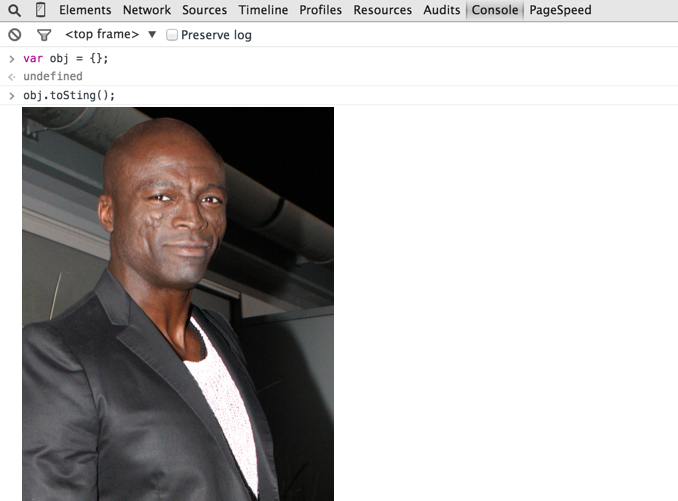 Elements Network Sources Timeline Profiles Resources Audits Console PageSpeed
<top frame> ▼ Preserve log
> var obj = {};
undefined
> obj.toSting();